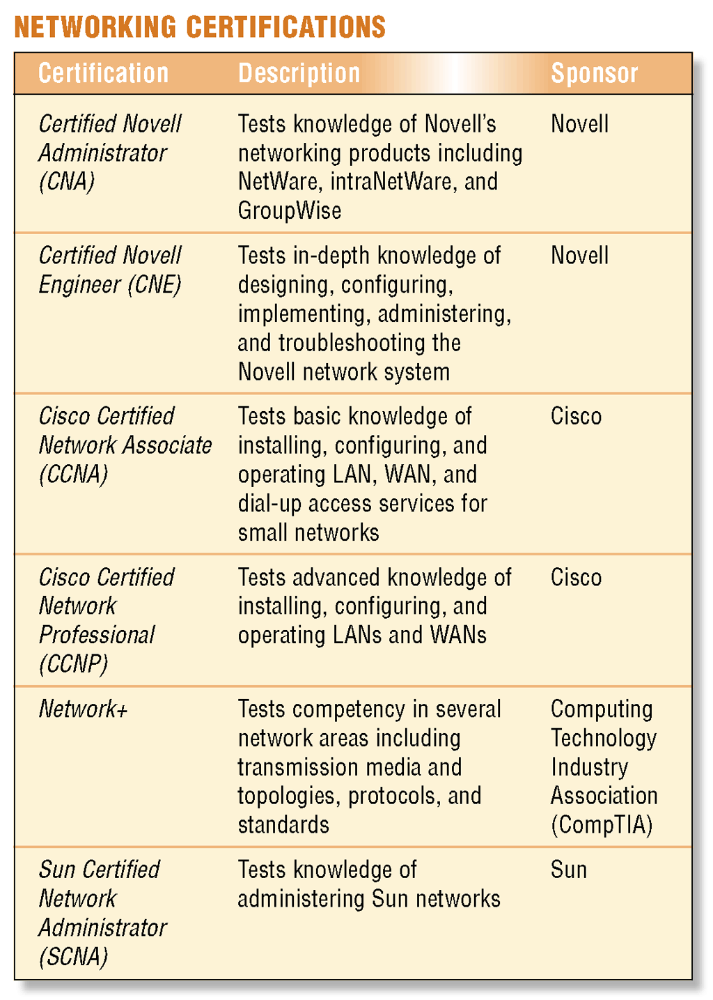 NETWORKING CERTIFICATIONS
Certification Description Sponsor
Certified Novell Tests knowledge of Novell's Novell
Administrator networking products including
(CNA) NetWare, intraNetWare, and
GroupWise
Certified Novell Tests in-depth knowledge of Novell
Engineer (CNE) designing, configuring,
implementing, administering,
and troubleshooting the
Novell network system
Cisco Certified Tests basic knowledge of Cisco
Network Associate installing, configuring, and
(CCNA) operating LAN, WAN, and
dial-up access services for
small networks
Cisco Certified Tests advanced knowledge of Cisco
Network installing, configuring, and
Professional operating LANs and WANs
(CCNP)
Network+ Tests competency in several Computing
network areas including Technology
transmission media and Industry
topologies, protocols, and Association
standards (CompTIA)
Sun Certified Tests knowledge of Sun
Network administering Sun networks
Administrator
(SCNA)